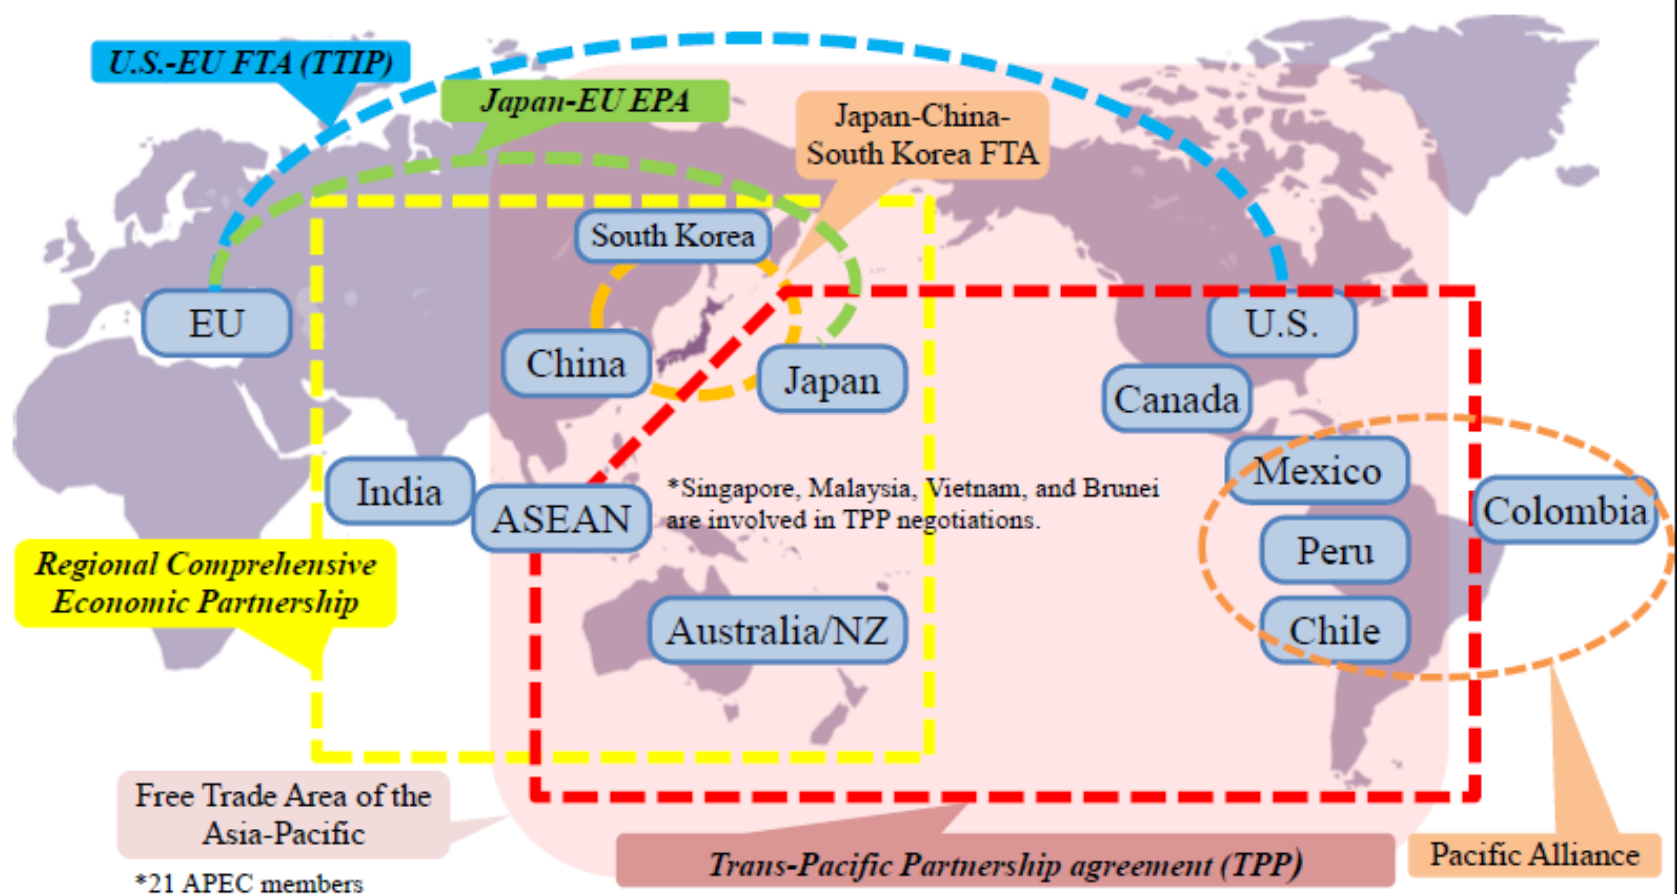 U.S.-EU FTA (TTIP)
Japan-EU EPA
Japan-China-
South Korea FTA
South Korea
EU
U.S.
China
Japan
Canada
India
ASEAN
*Singapore, Malaysia, Vietnam, and Brunei
are involved in TPP negotiations.
Mexico
Colombia
Peru
Regional Comprehensive
Economic Partnership
Australia/NZ
Chile
Free Trade Area of the
Asia-Pacific
*21 APEC members
Trans-Pacific Partnership agreement (TPP)
Pacific Alliance